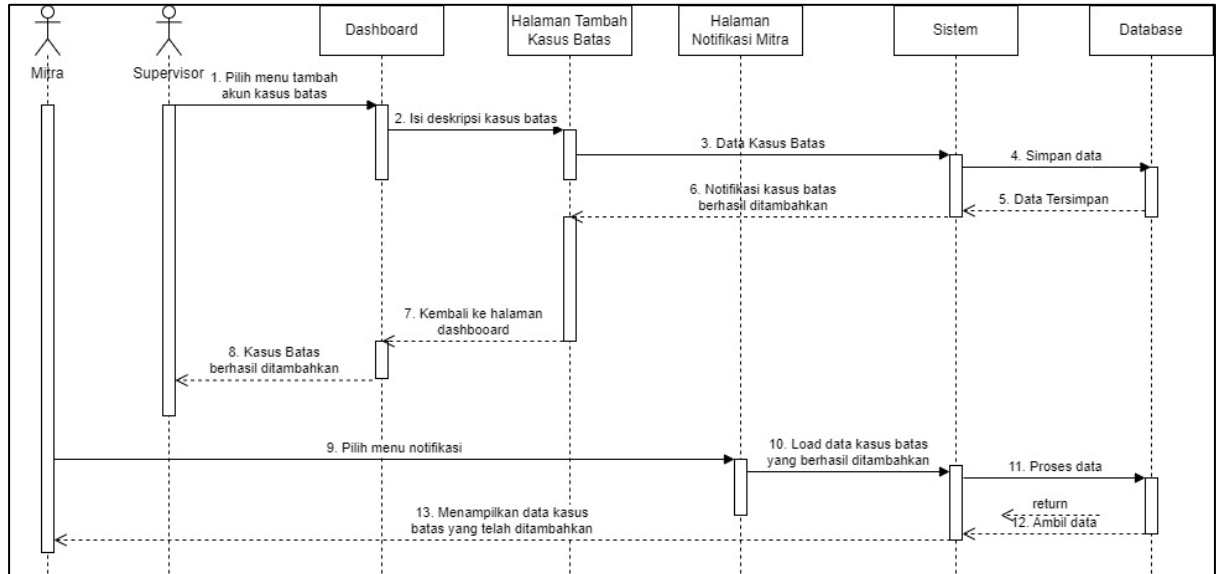 Dashboard
Halaman Tambah
Kasus Batas
Halaman
Notifikasi Mitra
Sistem
Database
Mitra
Supervisor
1. Pilih menu tambah
akun kasus batas
2. Isi deskripsi kasus batas
3. Data Kasus Batas
4. Simpan data
5. Data Tersimpan
6. Notifikasi kasus batas
berhasil ditambahkan
7. Kembali ke halaman
dashbooard
8. Kasus Batas
berhasil ditambahkan
9. Pilih menu notifikasi
10. Load data kasus batas
yang berhasil ditambahkan
11. Proses data
return
12. Ambil data
13. Menampilkan data kasus
batas yang telah ditambahkan